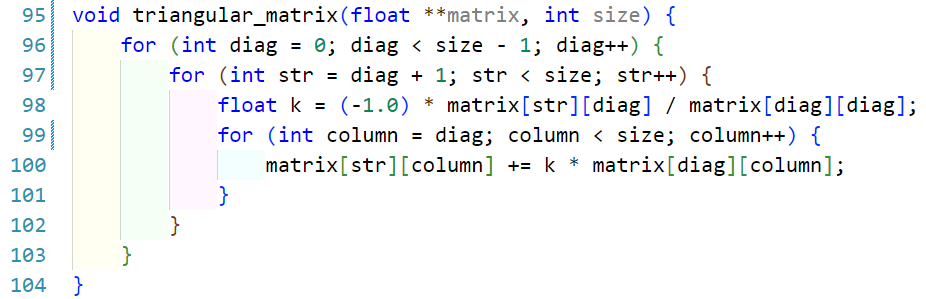 95 void triangular_matrix(float **matrix, int size) {
96     for (int diag = 0; diag < size - 1; diag++) {
97         for (int str = diag + 1; str < size; str++) {
98             float k = (-1.0) * matrix[str][diag] / matrix[diag][diag];
99             for (int column = diag; column < size; column++) {
100                 matrix[str][column] += k * matrix[diag][column];
101             }
102         }
103     }
104 }